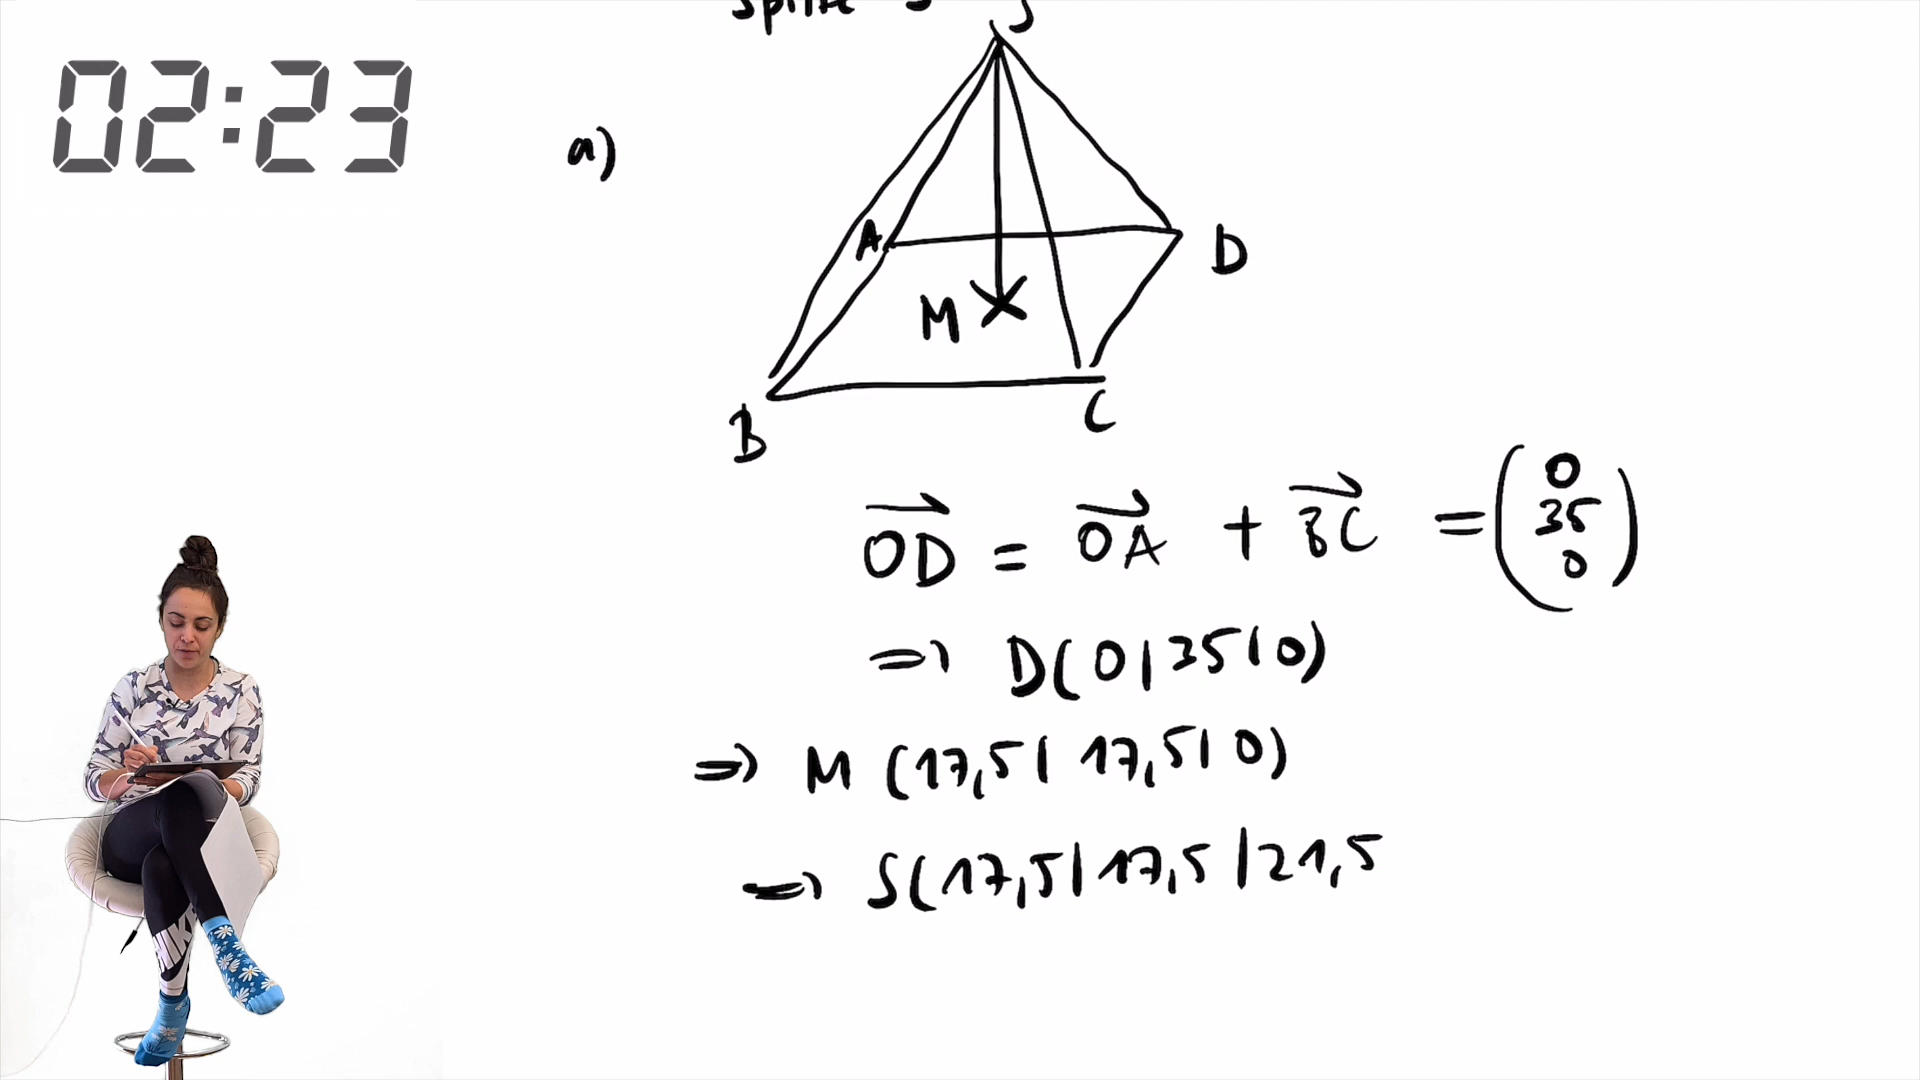 02:23
Spitze S
a)
A
D
M
B
C
OD = OA + BC = (0 35 0)
=> D(0|35|0)
=> M (17,5| 17,5|0)
=> S(17,5|17,5|21,5